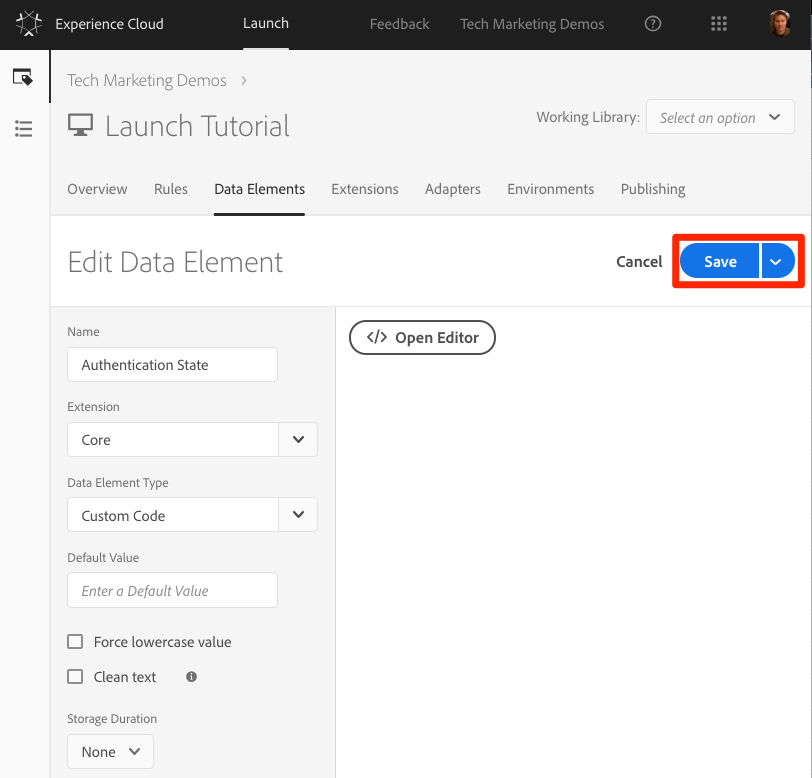 Experience Cloud Launch Feedback Tech Marketing Demos
Tech Marketing Demos
Launch Tutorial
Working Library: Select an option
Overview Rules Data Elements Extensions Adapters Environments Publishing
Edit Data Element
Cancel Save
Name
Authentication State
Extension
Core
Data Element Type
Custom Code
Default Value
Enter a Default Value
Force lowercase value
Clean text
Storage Duration
None
</> Open Editor